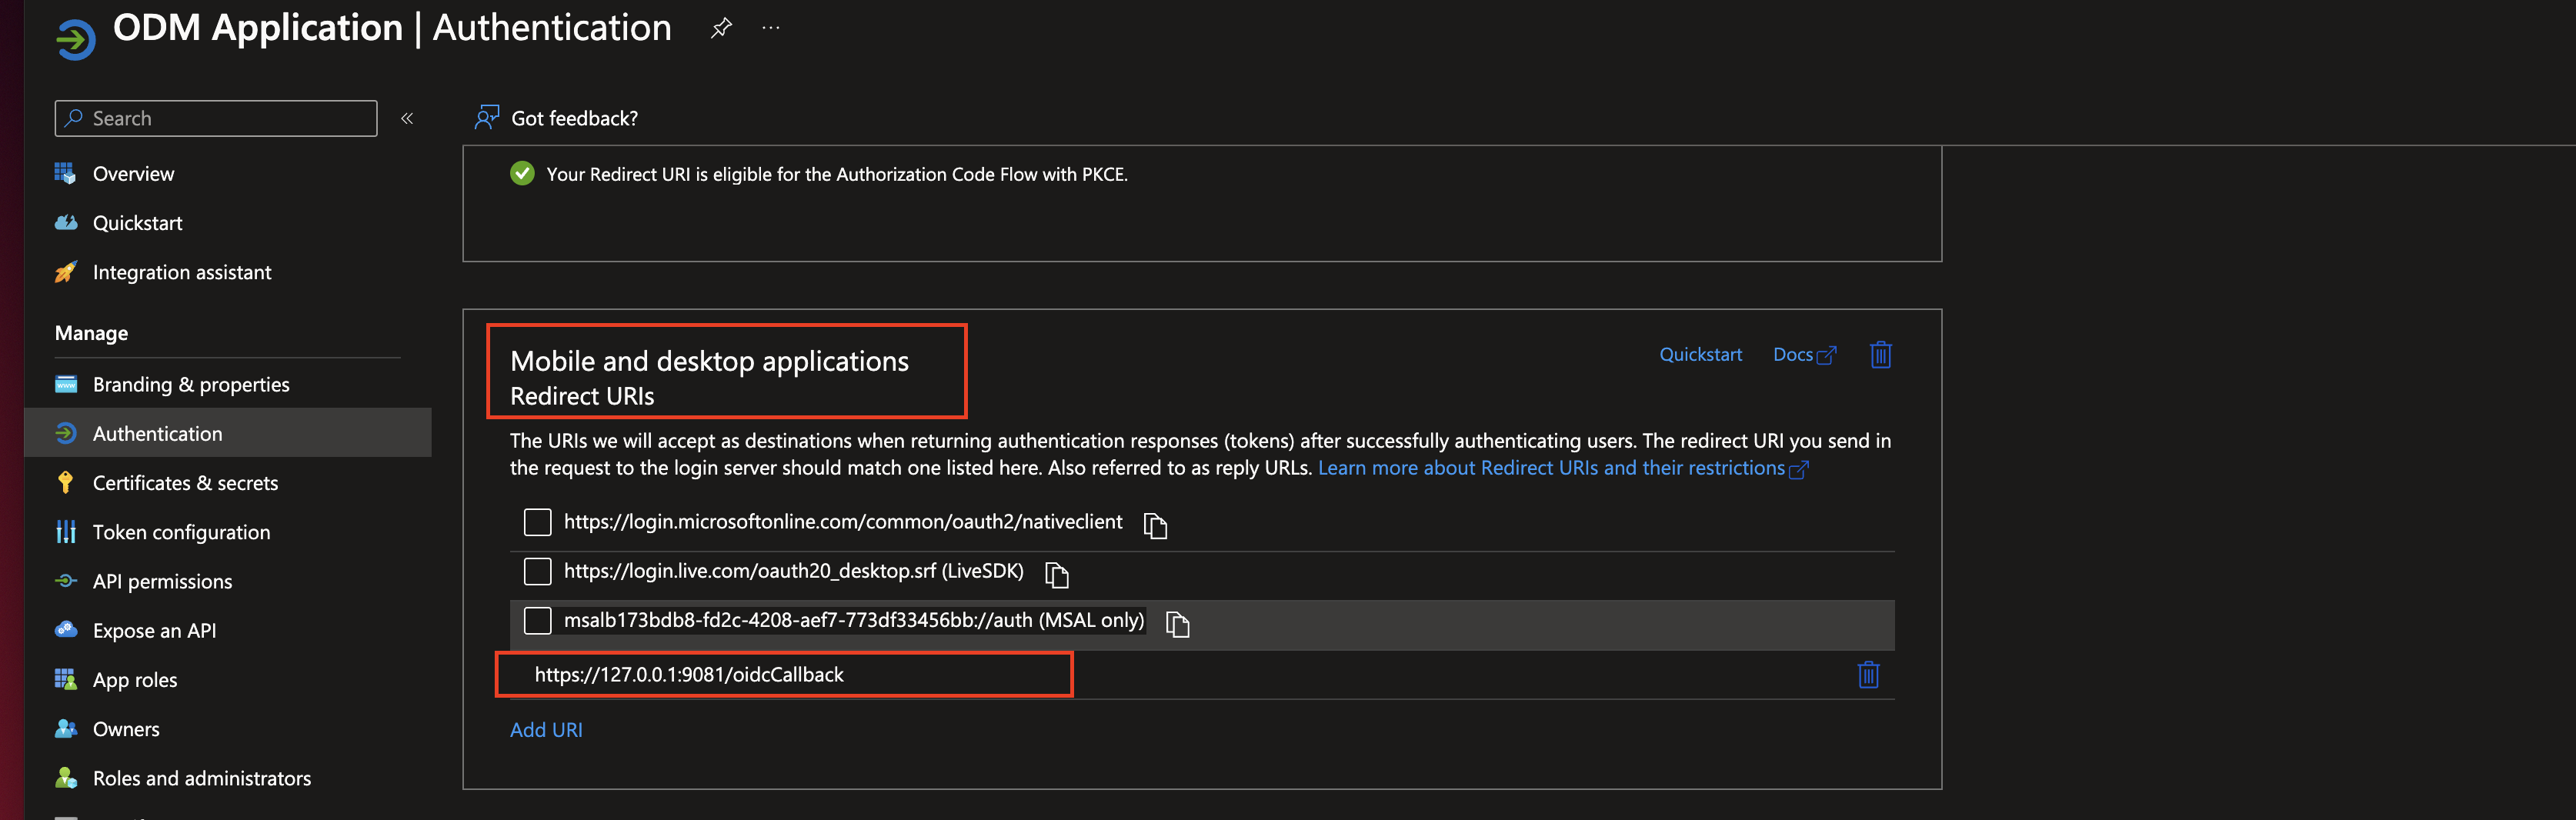 ODM Application | Authentication
Search
Got feedback?
Overview
Quickstart
Integration assistant
Manage
Branding & properties
Authentication
Certificates & secrets
Token configuration
API permissions
Expose an API
App roles
Owners
Roles and administrators
Your Redirect URI is eligible for the Authorization Code Flow with PKCE.
Mobile and desktop applications
Quickstart
Docs
Redirect URIs
The URIs we will accept as destinations when returning authentication responses (tokens) after successfully authenticating users. The redirect URI you send in
the request to the login server should match one listed here. Also referred to as reply URLs. Learn more about Redirect URIs and their restrictions
https://login.microsoftonline.com/common/oauth2/nativeclient
https://login.live.com/oauth20_desktop.srf (LiveSDK)
msalb173bdb8-fd2c-4208-aef7-773df33456bb://auth (MSAL only)
https://127.0.0.1:9081/oidcCallback
Add URI